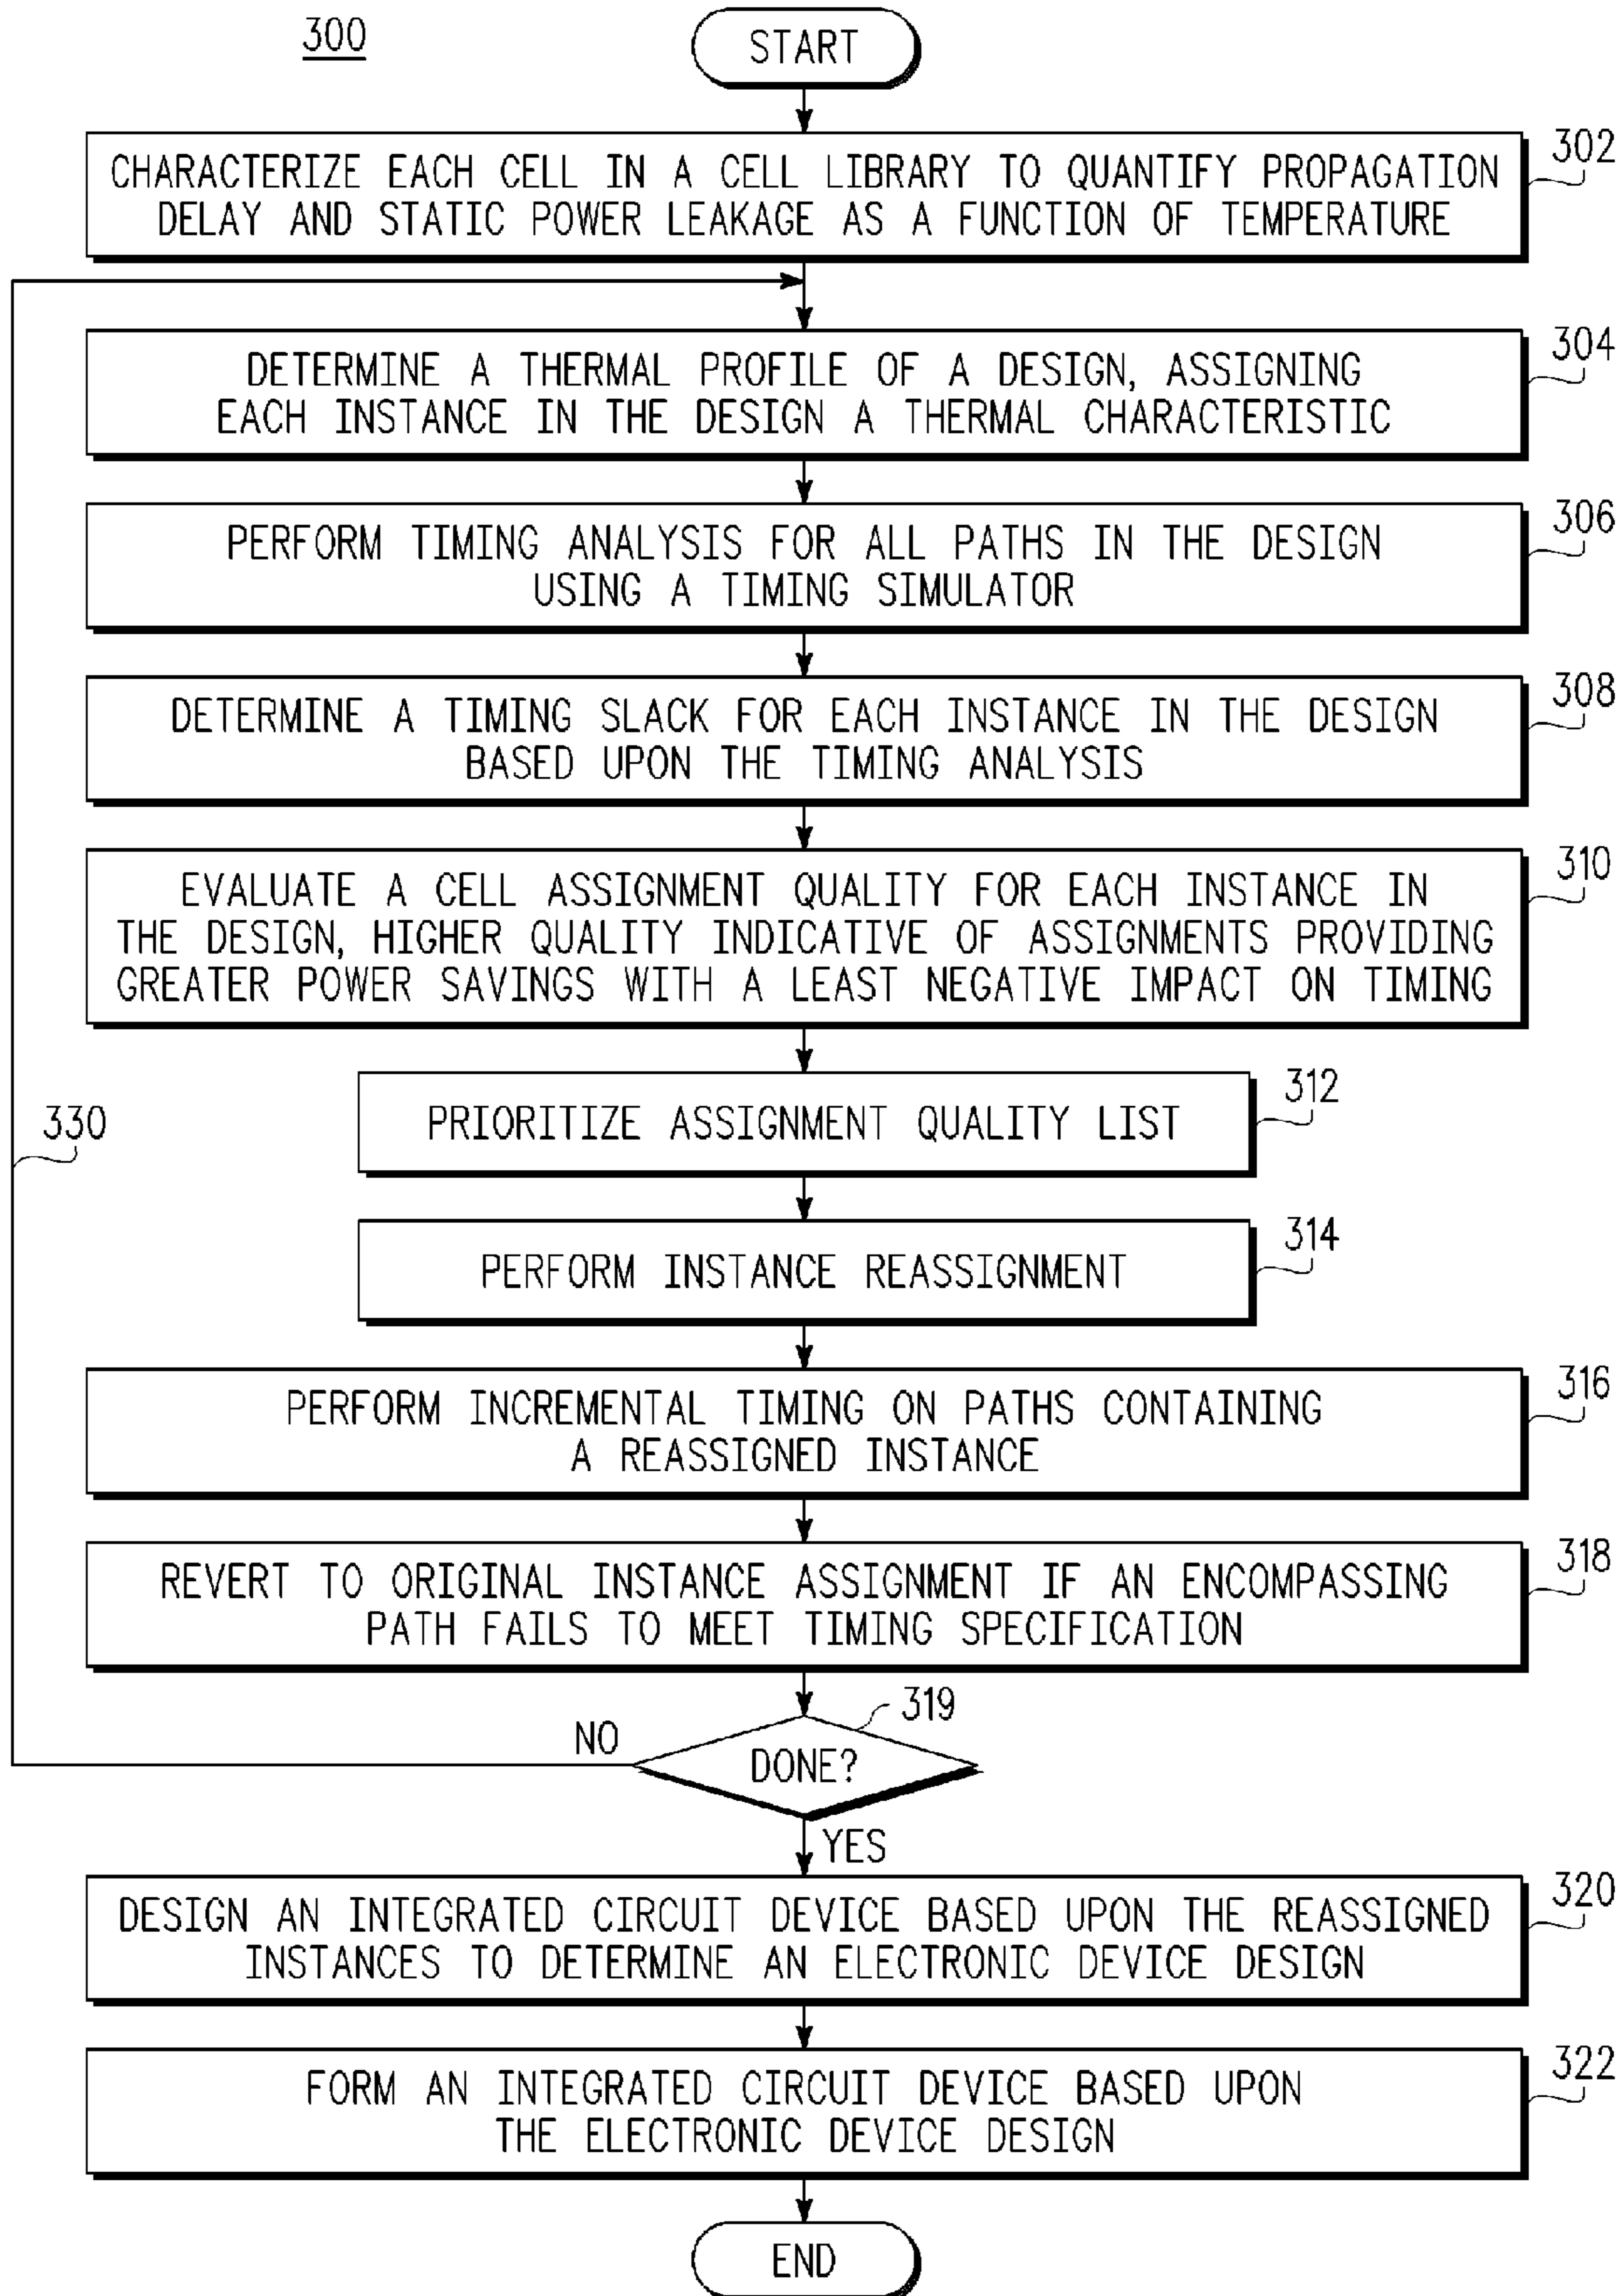 300
START
CHARACTERIZE EACH CELL IN A CELL LIBRARY TO QUANTIFY PROPAGATION
DELAY AND STATIC POWER LEAKAGE AS A FUNCTION OF TEMPERATURE
302
DETERMINE A THERMAL PROFILE OF A DESIGN, ASSIGNING
EACH INSTANCE IN THE DESIGN A THERMAL CHARACTERISTIC
304
PERFORM TIMING ANALYSIS FOR ALL PATHS IN THE DESIGN
USING A TIMING SIMULATOR
306
DETERMINE A TIMING SLACK FOR EACH INSTANCE IN THE DESIGN
BASED UPON THE TIMING ANALYSIS
308
EVALUATE A CELL ASSIGNMENT QUALITY FOR EACH INSTANCE IN
THE DESIGN, HIGHER QUALITY INDICATIVE OF ASSIGNMENTS PROVIDING
GREATER POWER SAVINGS WITH A LEAST NEGATIVE IMPACT ON TIMING
310
PRIORITIZE ASSIGNMENT QUALITY LIST
312
330
PERFORM INSTANCE REASSIGNMENT
314
PERFORM INCREMENTAL TIMING ON PATHS CONTAINING
A REASSIGNED INSTANCE
316
REVERT TO ORIGINAL INSTANCE ASSIGNMENT IF AN ENCOMPASSING
PATH FAILS TO MEET TIMING SPECIFICATION
318
319
NO
DONE?
YES
DESIGN AN INTEGRATED CIRCUIT DEVICE BASED UPON THE REASSIGNED
INSTANCES TO DETERMINE AN ELECTRONIC DEVICE DESIGN
320
FORM AN INTEGRATED CIRCUIT DEVICE BASED UPON
THE ELECTRONIC DEVICE DESIGN
322
END